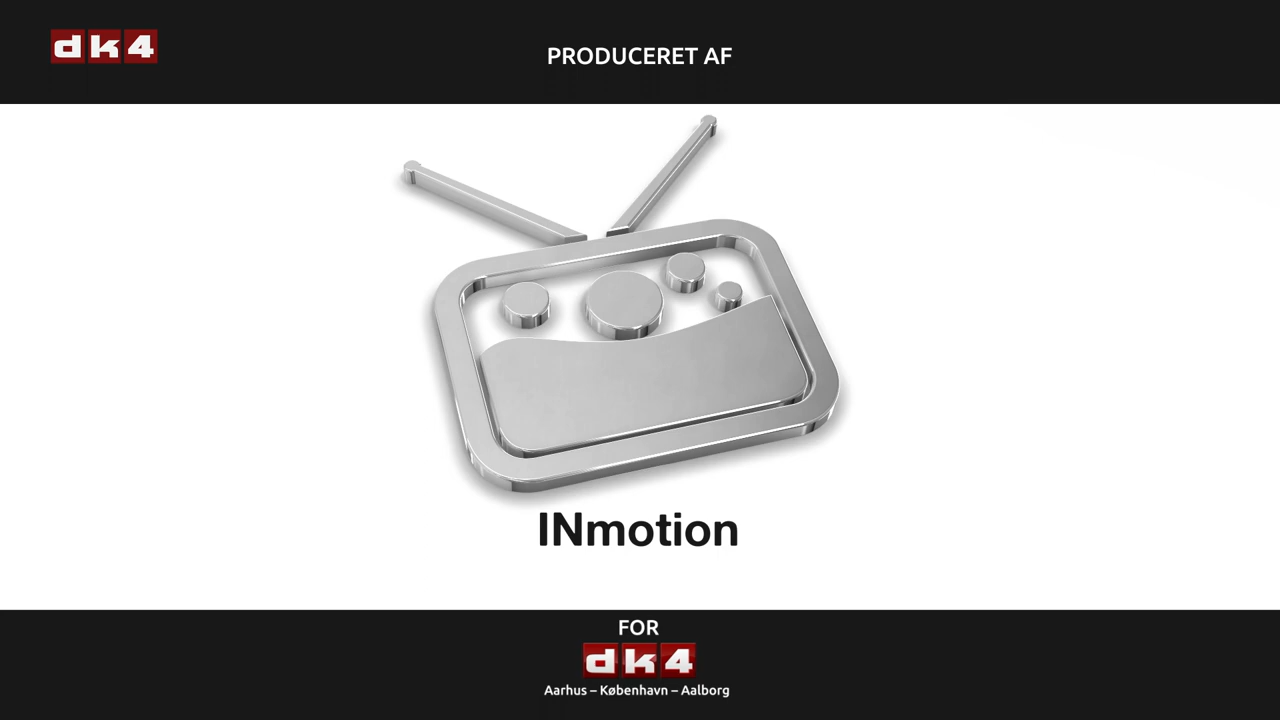 dk4
PRODUCERET AF
INmotion
FOR
dk4
Aarhus – København – Aalborg